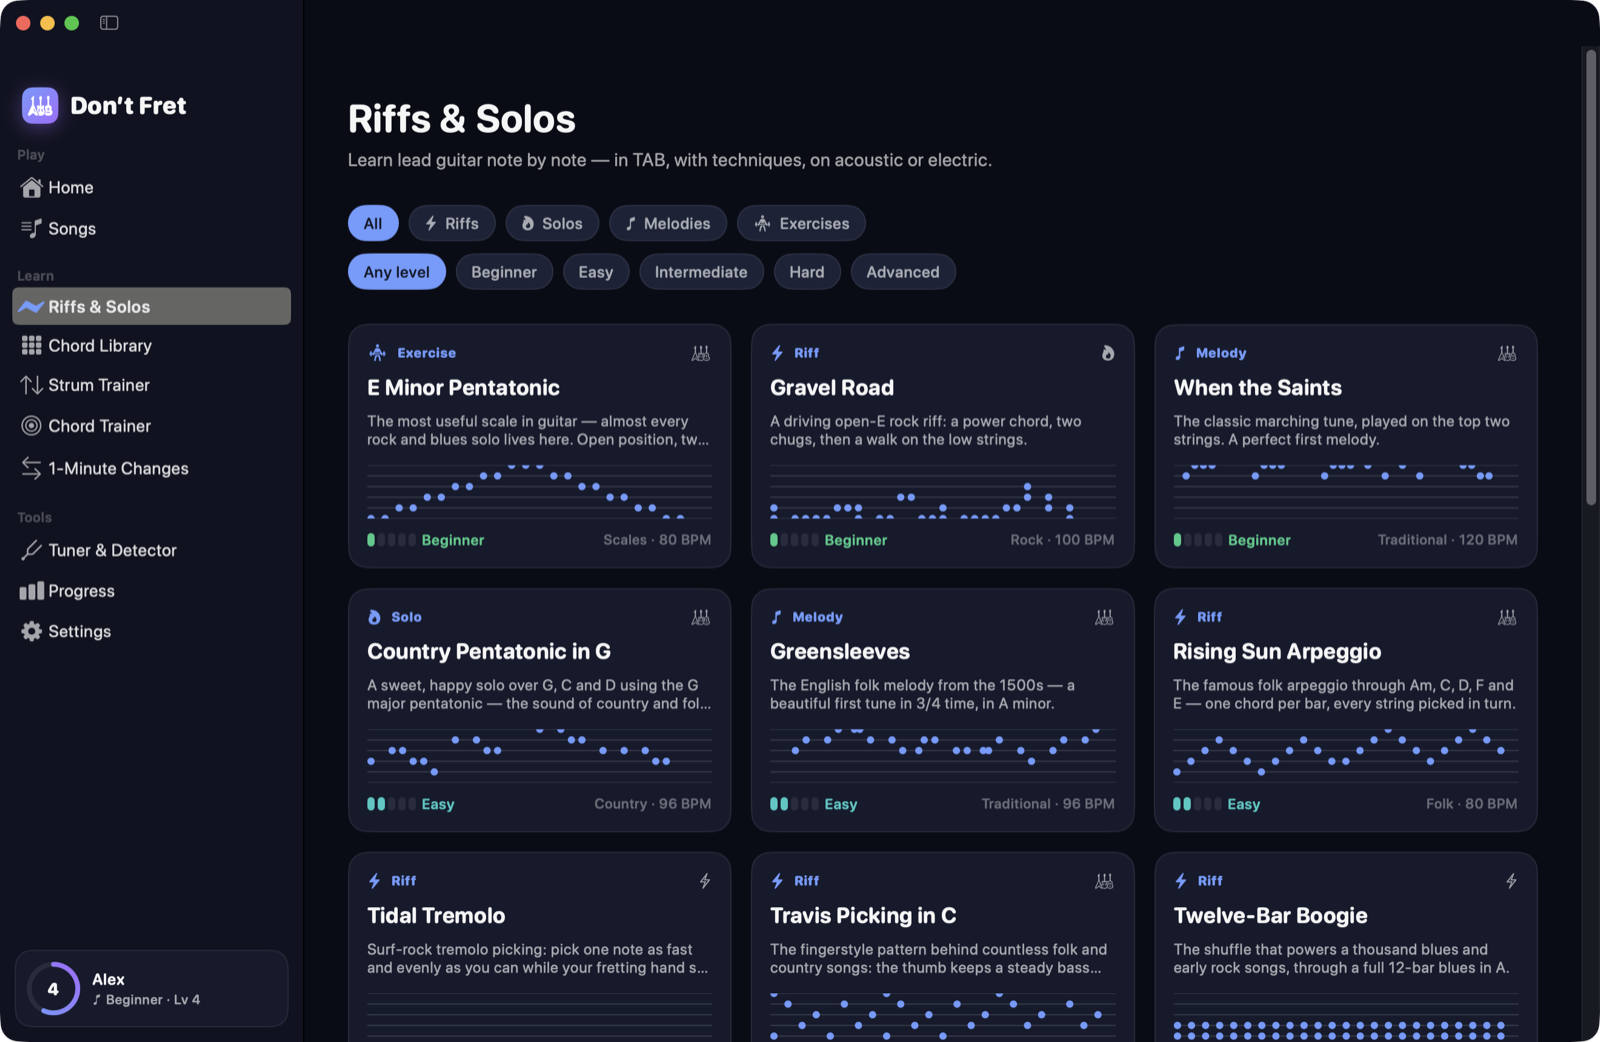 Don't Fret
Play
Home
Songs
Learn
Riffs & Solos
Chord Library
Strum Trainer
Chord Trainer
1-Minute Changes
Tools
Tuner & Detector
Progress
Settings
4
Alex
Beginner · Lv 4
Riffs & Solos
Learn lead guitar note by note — in TAB, with techniques, on acoustic or electric.
All
Riffs
Solos
Melodies
Exercises
Any level
Beginner
Easy
Intermediate
Hard
Advanced
Exercise
E Minor Pentatonic
The most useful scale in guitar — almost every
rock and blues solo lives here. Open position, tw...
Beginner
Scales · 80 BPM
Riff
Gravel Road
A driving open-E rock riff: a power chord, two
chugs, then a walk on the low strings.
Beginner
Rock · 100 BPM
Melody
When the Saints
The classic marching tune, played on the top two
strings. A perfect first melody.
Beginner
Traditional · 120 BPM
Solo
Country Pentatonic in G
A sweet, happy solo over G, C and D using the G
major pentatonic — the sound of country and fol...
Easy
Country · 96 BPM
Melody
Greensleeves
The English folk melody from the 1500s — a
beautiful first tune in 3/4 time, in A minor.
Easy
Traditional · 96 BPM
Riff
Rising Sun Arpeggio
The famous folk arpeggio through Am, C, D, F and
E — one chord per bar, every string picked in turn.
Easy
Folk · 80 BPM
Riff
Tidal Tremolo
Surf-rock tremolo picking: pick one note as fast
and evenly as you can while your fretting hand s...
Riff
Travis Picking in C
The fingerstyle pattern behind countless folk and
country songs: the thumb keeps a steady bass...
Riff
Twelve-Bar Boogie
The shuffle that powers a thousand blues and
early rock songs, through a full 12-bar blues in A.